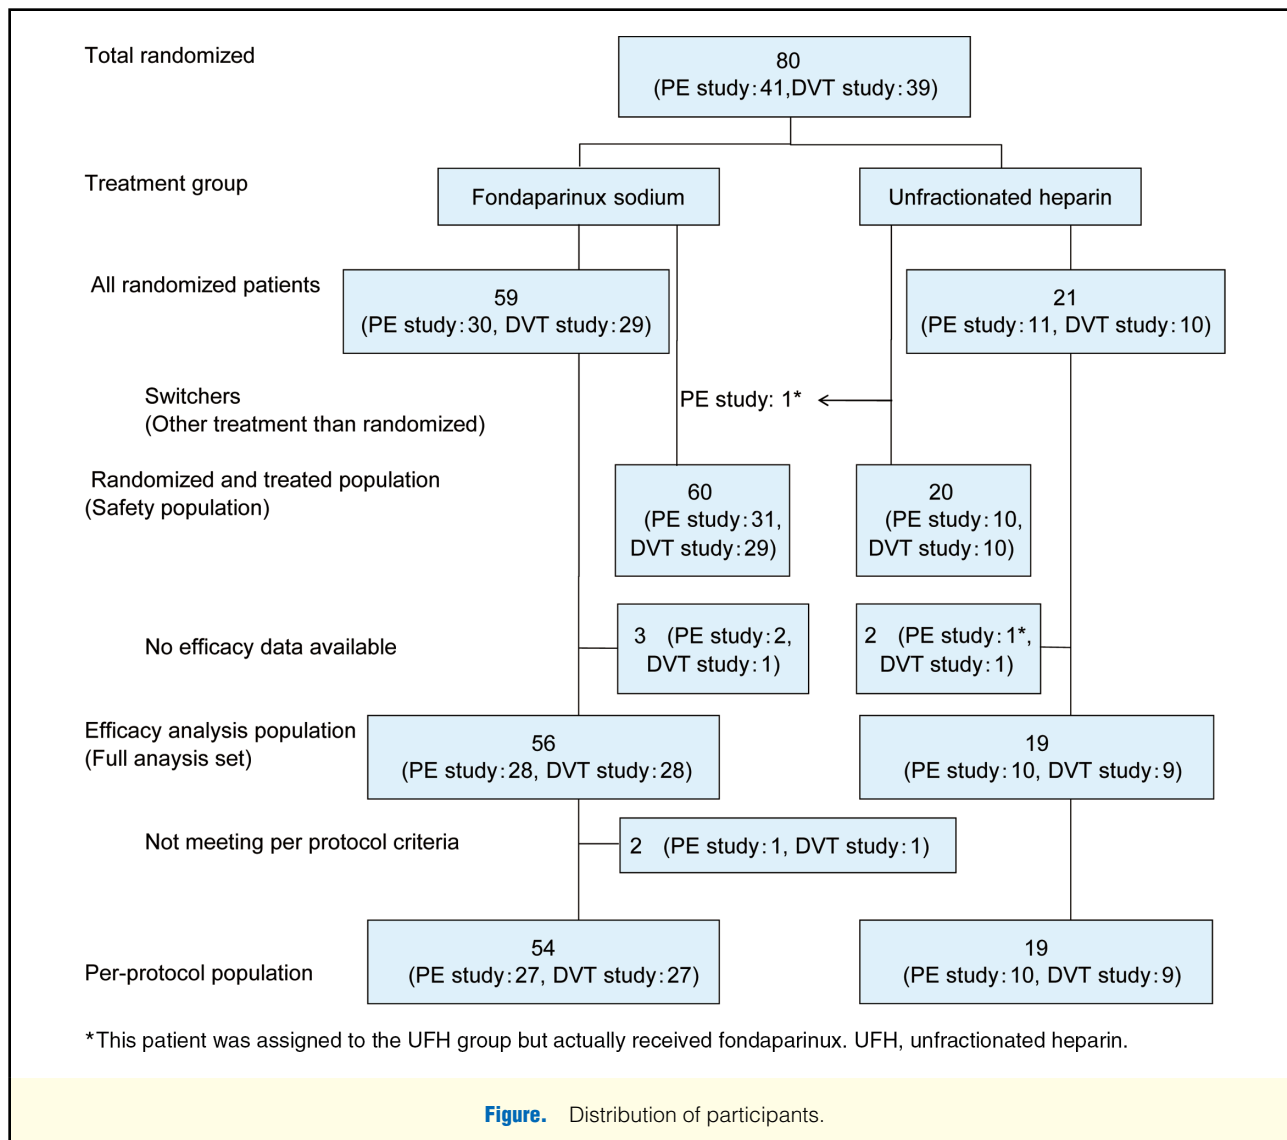 Total randomized
80
(PE study:41,DVT study:39)
Treatment group
Fondaparinux sodium
Unfractionated heparin
All randomized patients
59
(PE study:30, DVT study:29)
21
(PE study:11, DVT study:10)
Switchers
(Other treatment than randomized)
PE study: 1*
Randomized and treated population
(Safety population)
60
(PE study:31,
DVT study:29)
20
(PE study:10,
DVT study:10)
No efficacy data available
3 (PE study:2,
DVT study:1)
2 (PE study:1*,
DVT study:1)
Efficacy analysis population
(Full anaysis set)
56
(PE study:28, DVT study:28)
19
(PE study:10, DVT study:9)
Not meeting per protocol criteria
2 (PE study:1, DVT study:1)
Per-protocol population
54
(PE study:27, DVT study:27)
19
(PE study:10, DVT study:9)
*This patient was assigned to the UFH group but actually received fondaparinux. UFH, unfractionated heparin.
Figure. Distribution of participants.